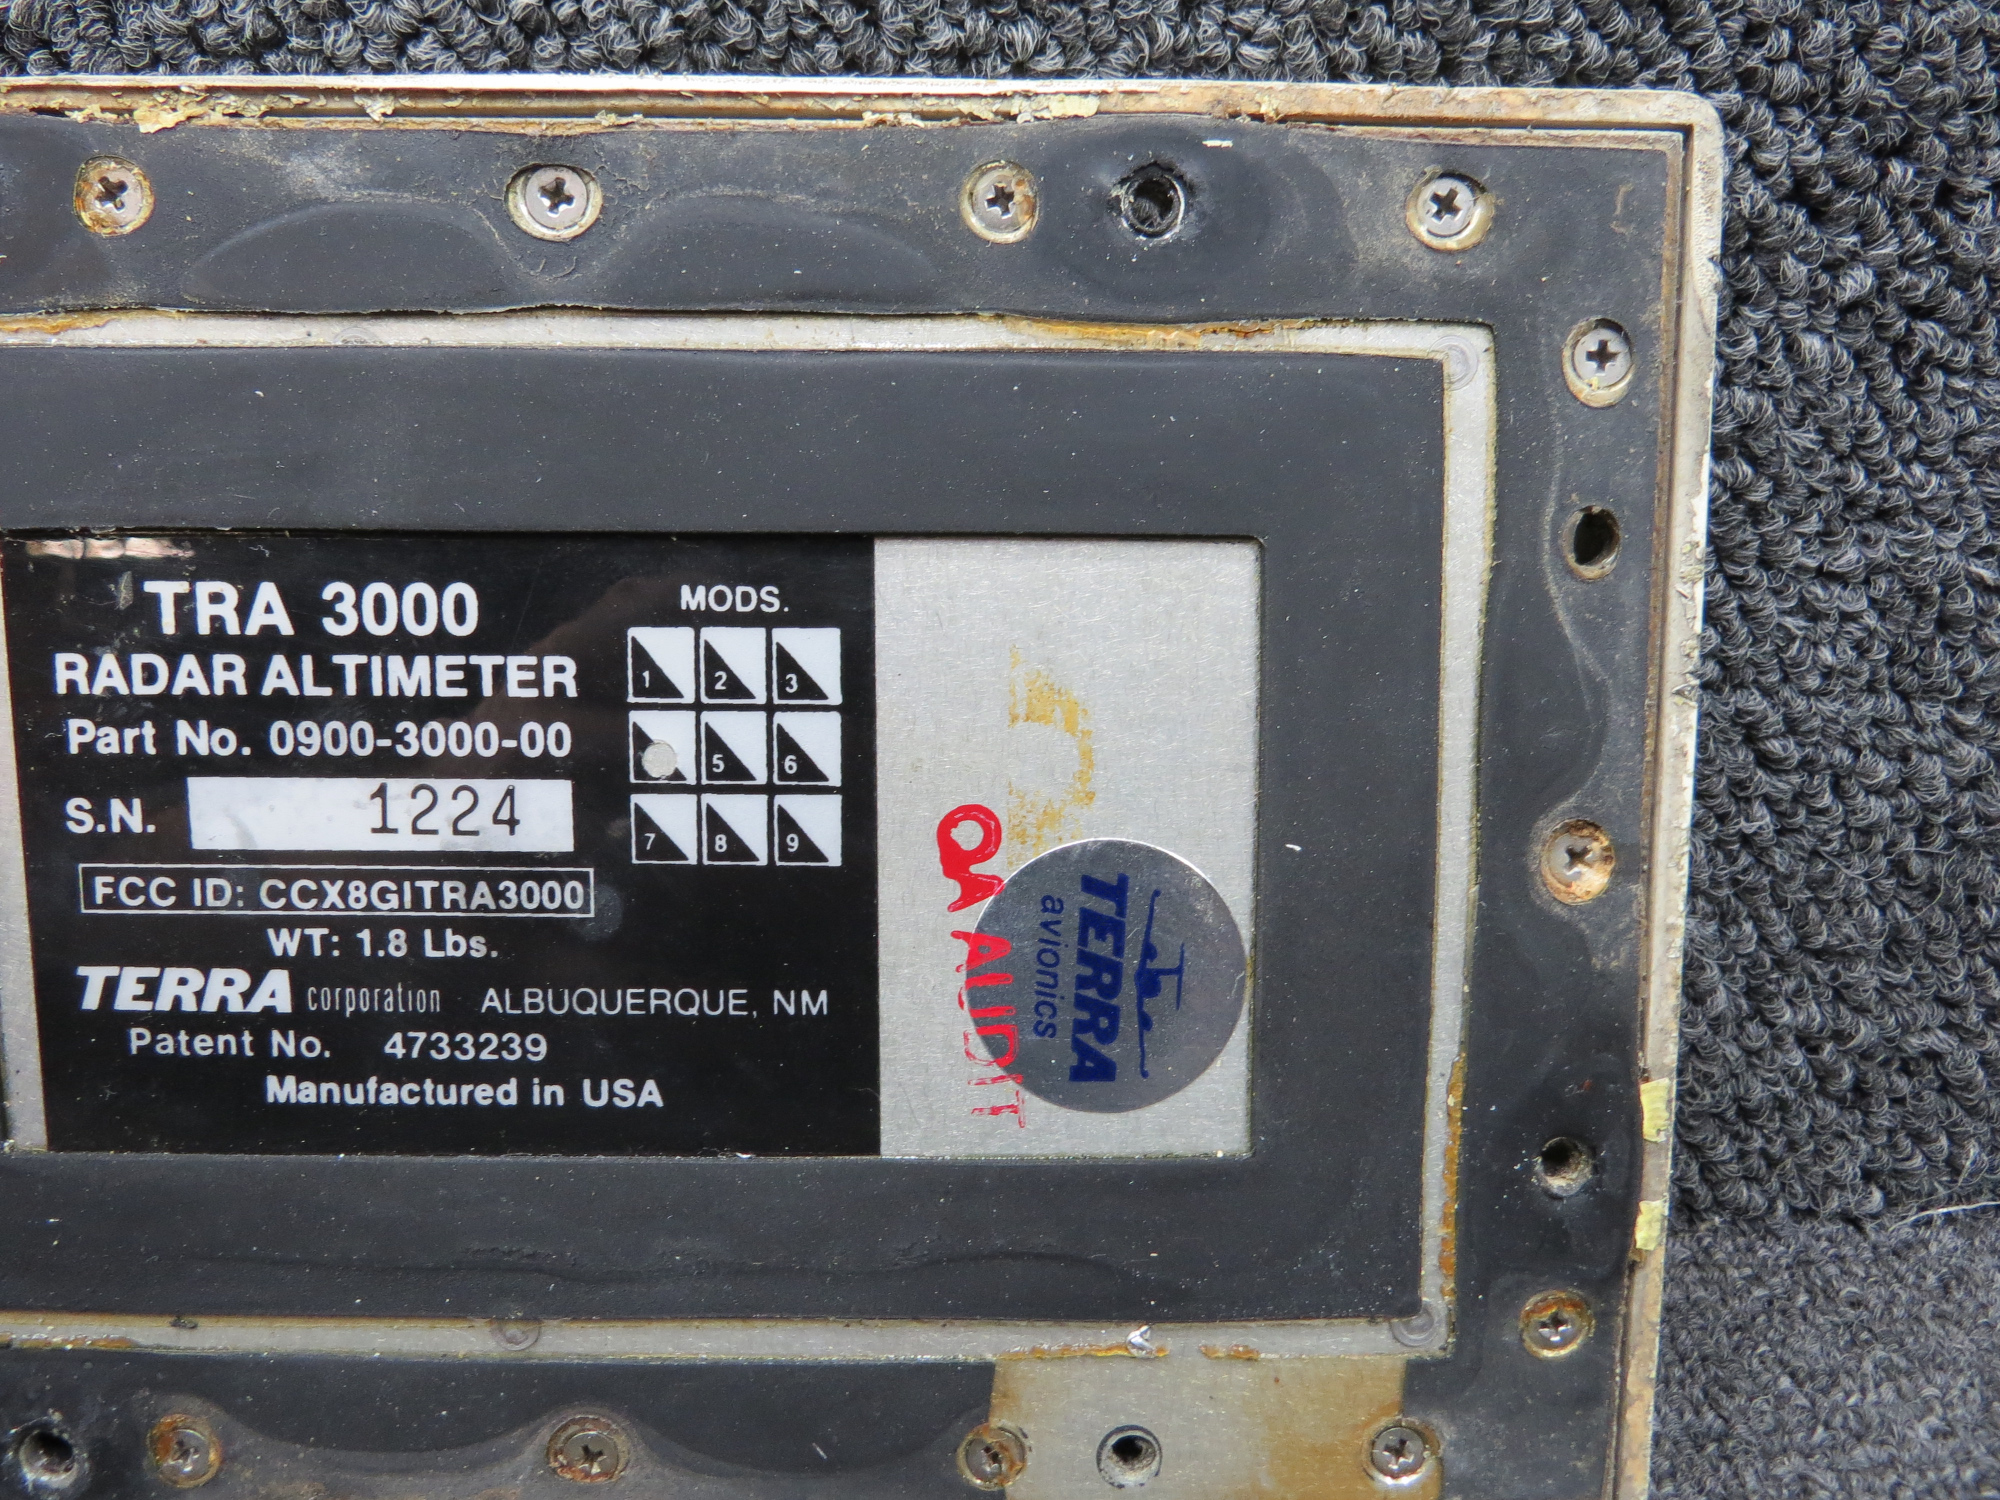 TRA 3000
RADAR ALTIMETER
Part No. 0900-3000-00
S.N. 1224
FCC ID: CCX8GITRA3000
WT: 1.8 Lbs.
TERRA corporation ALBUQUERQUE, NM
Patent No. 4733239
Manufactured in USA
MODS.
1 2 3
5 6
7 8 9
QA AUDIT
TERRA
avionics